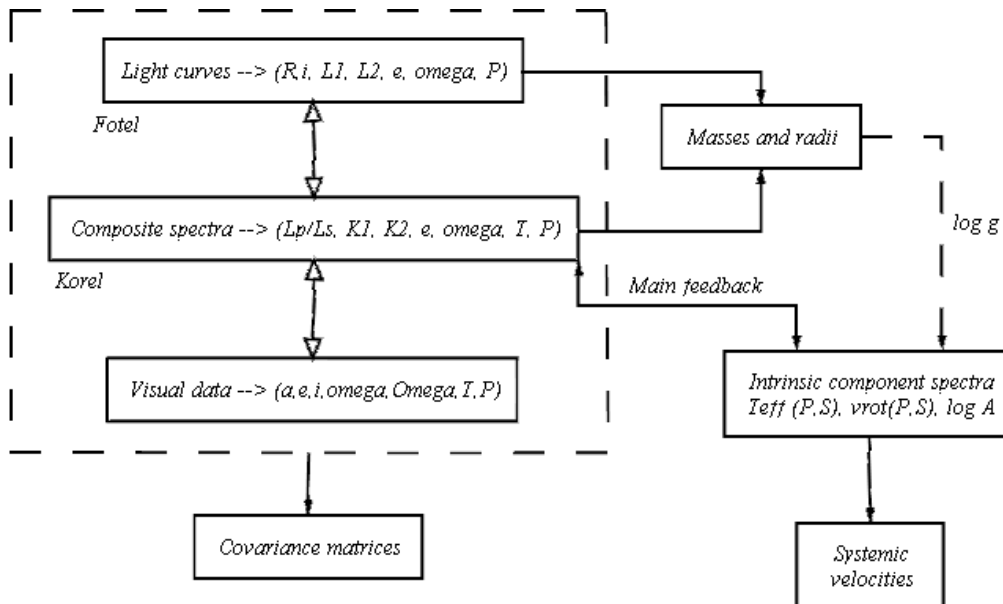 Light curves --> (R,i, L1, L2, e, omega, P)
Fotel
Masses and radii
Composite spectra --> (Lp/Ls, K1, K2, e, omega, T, P)
log g
Korel
Main feedback
Visual data --> (a,e,i,omega,Omega,T,P)
Intrinsic component spectra
Teff (P,S), vrot(P,S), log A
Covariance matrices
Systemic
velocities